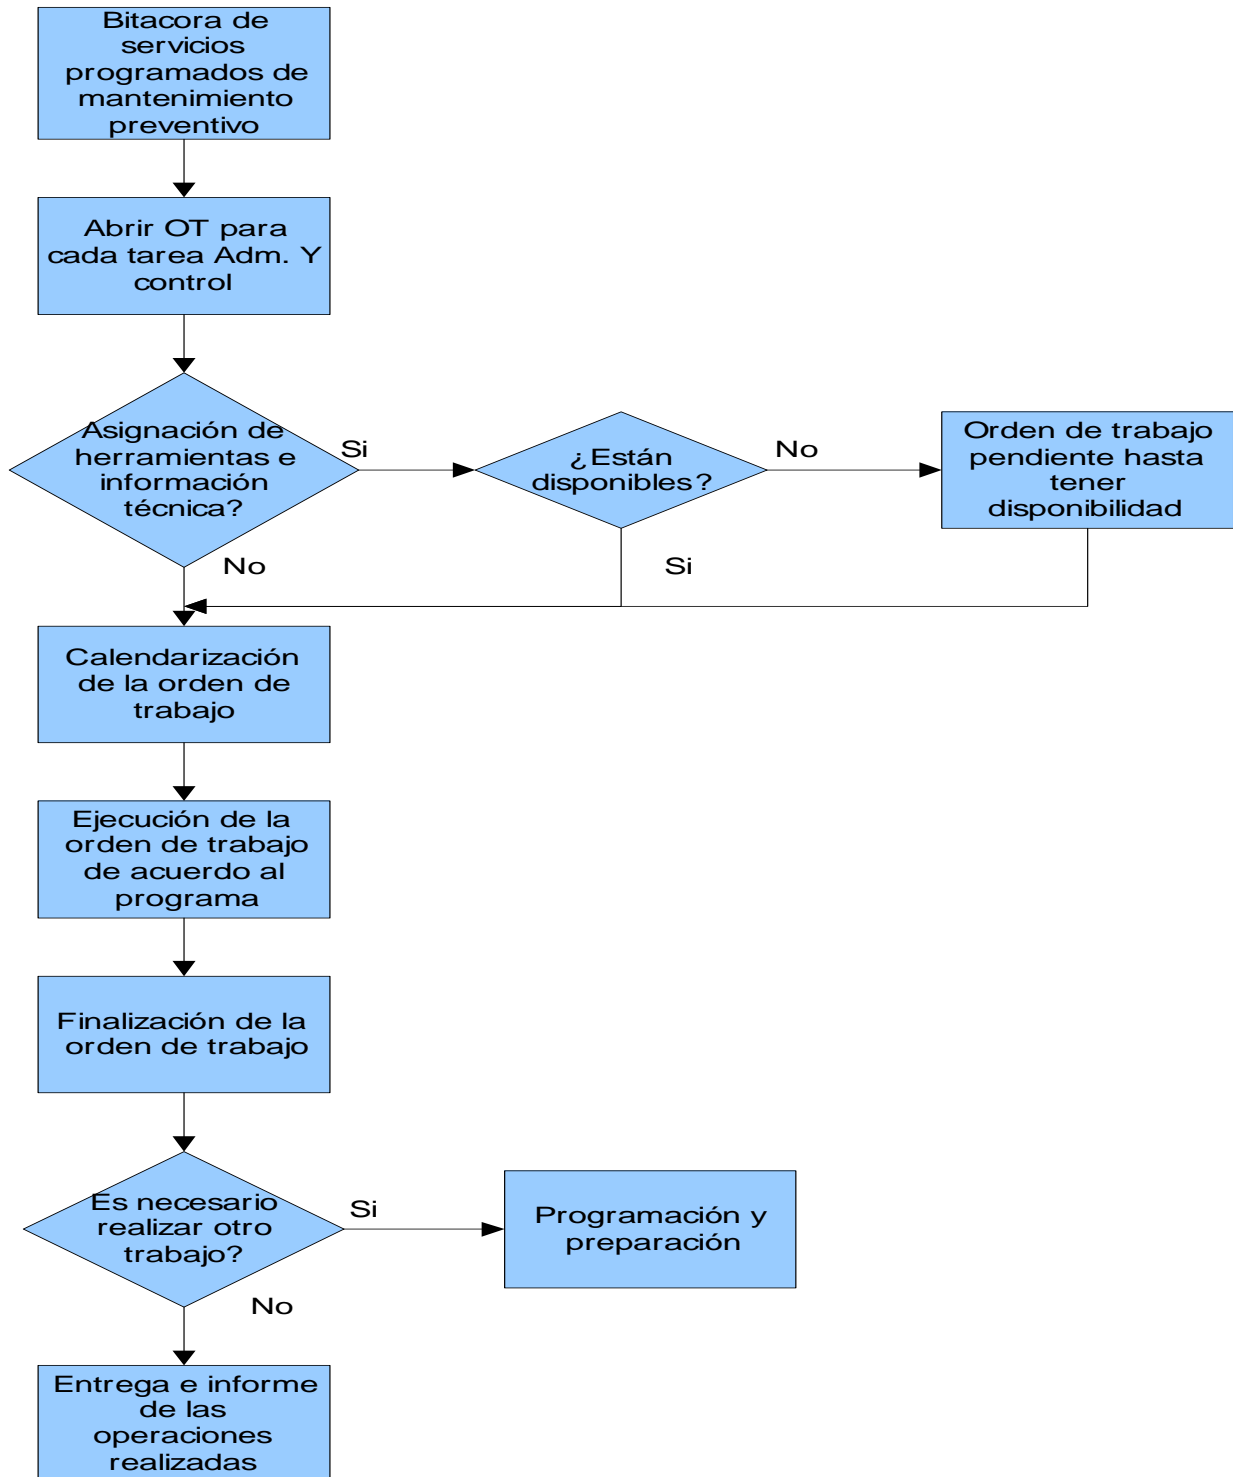 Bitacora de
servicios
programados de
mantenimiento
preventivo
Abrir OT para
cada tarea Adm. Y
control
Asignación de
herramientas e
información
técnica?
Si
¿Están
disponibles?
No
Orden de trabajo
pendiente hasta
tener
disponibilidad
No
Si
Calendarización
de la orden de
trabajo
Ejecución de la
orden de trabajo
de acuerdo al
programa
Finalización de la
orden de trabajo
Es necesario
realizar otro
trabajo?
Si
Programación y
preparación
No
Entrega e informe
de las
operaciones
realizadas